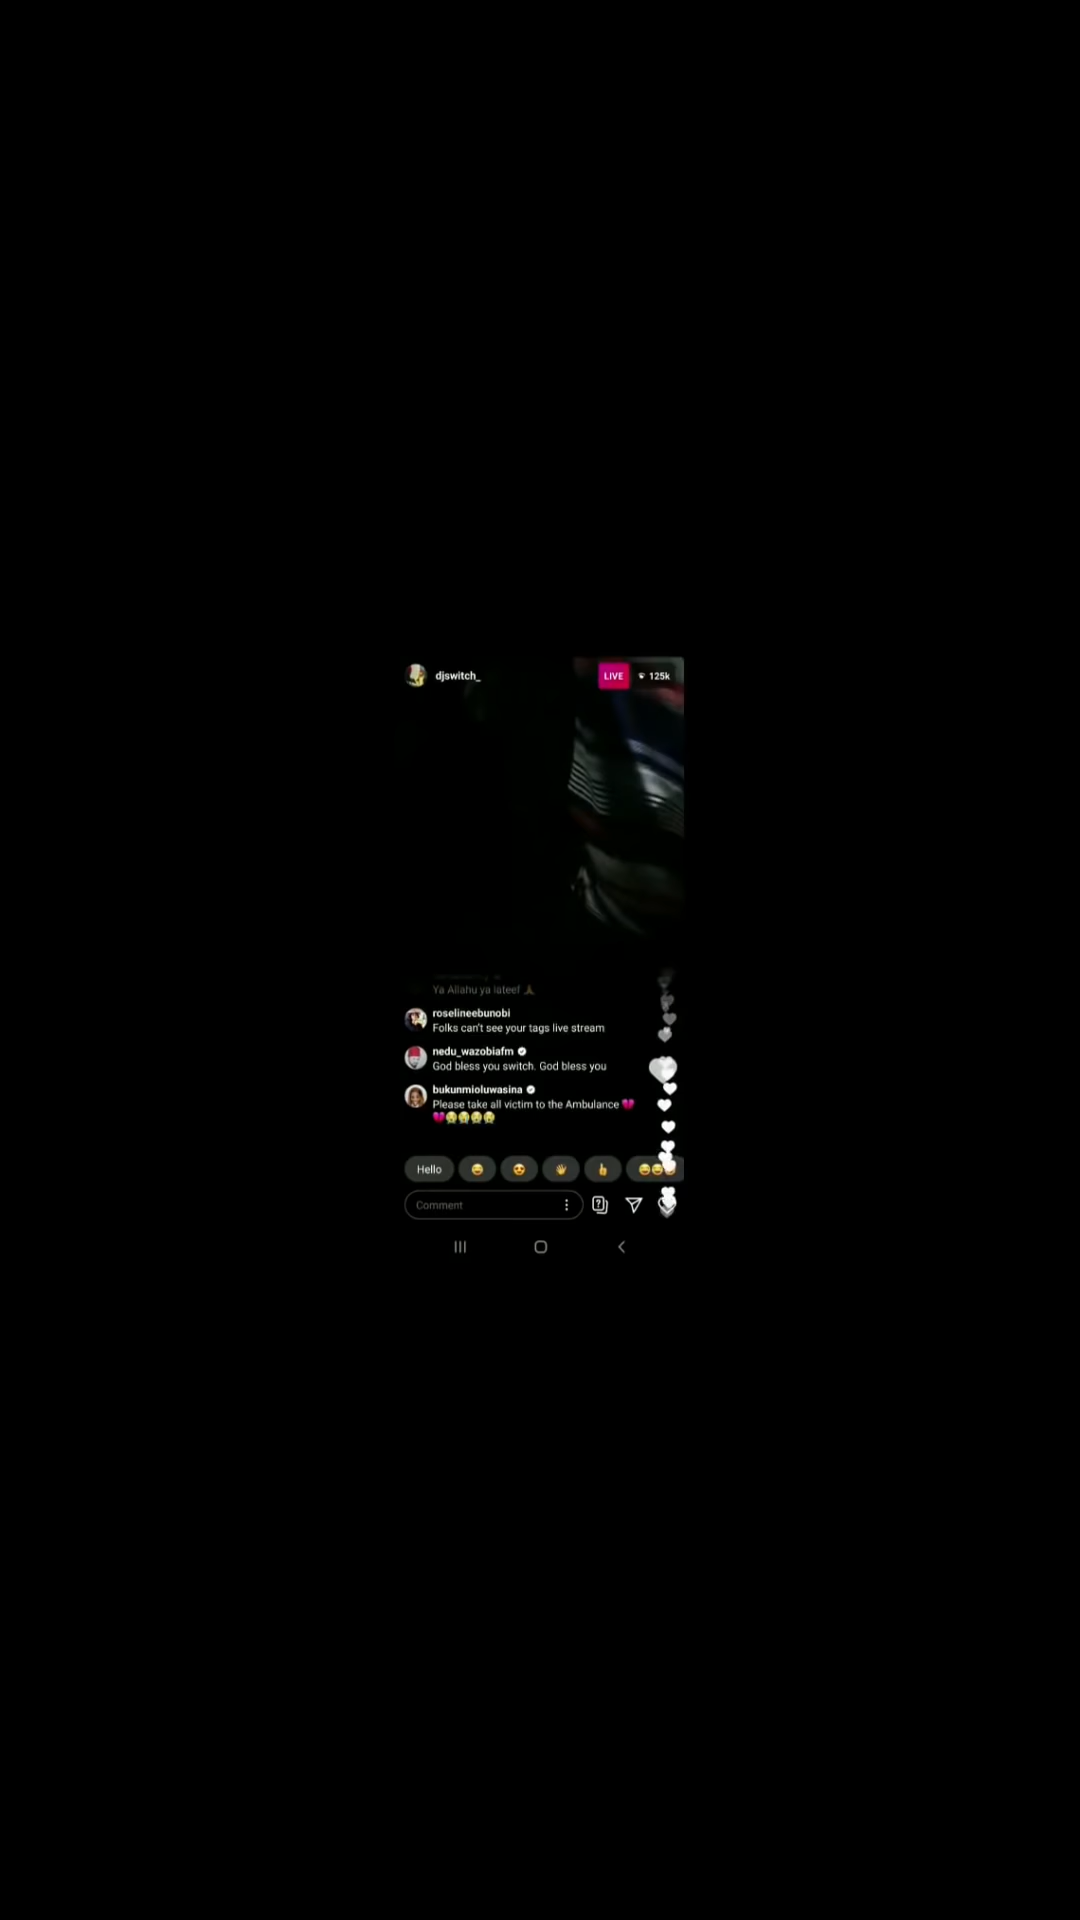 djswitch_ LIVE 125k
Ya Allahu ya lateef 🙏
roselineebunobi
Folks can't see your tags live stream
nedu_wazobiafm
God bless you switch. God bless you
bukunmioluwasina
Please take all victim to the Ambulance 💔
💔😭😭😭😭
Hello 😂 😍 👋 👍 😂😂😂
Comment